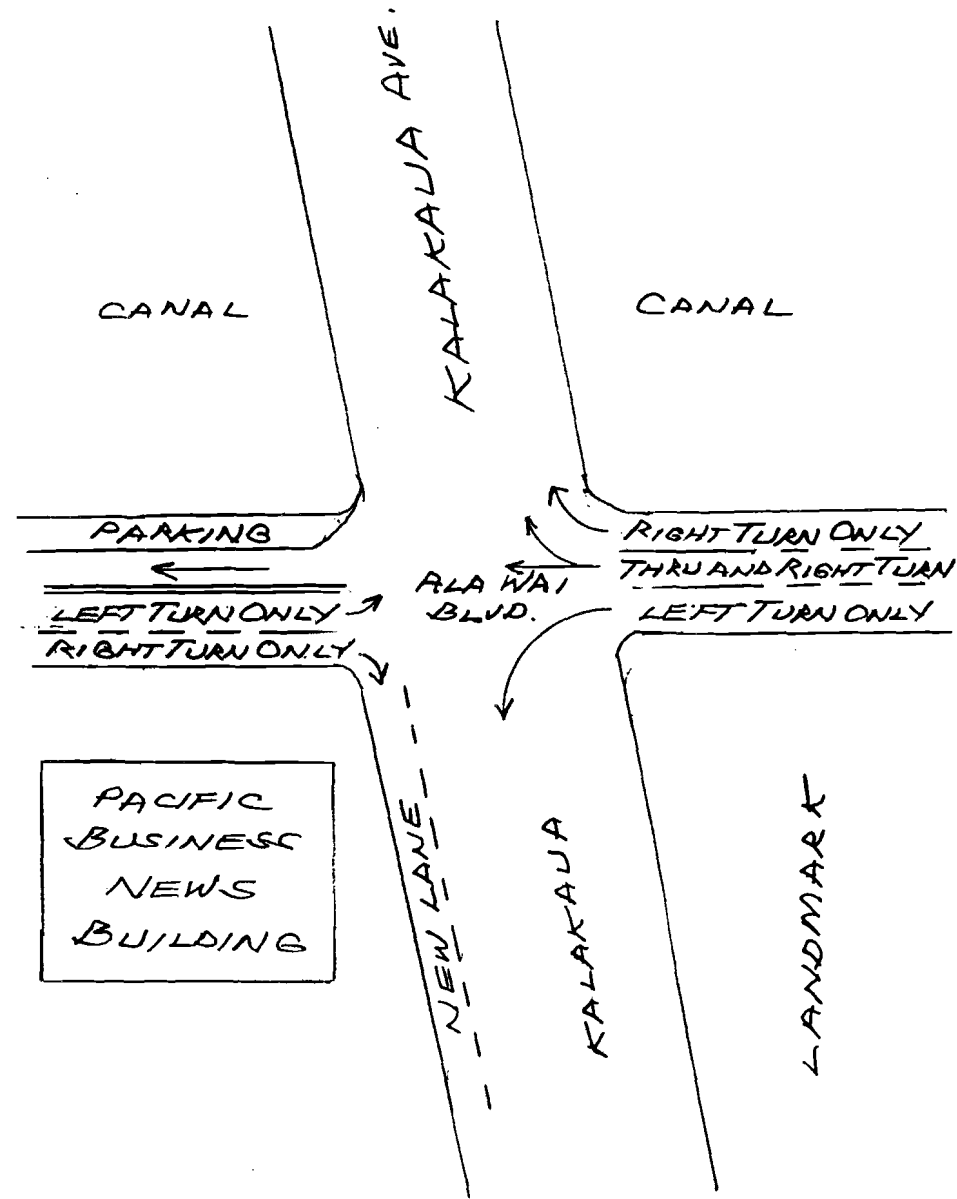 KALAKAUA AVE.
CANAL
CANAL
PARKING
RIGHT TURN ONLY
THRU AND RIGHT TURN
ALA WAI
BLVD.
LEFT TURN ONLY
LEFT TURN ONLY
RIGHT TURN ONLY
PACIFIC
BUSINESS
NEWS
BUILDING
NEW LANE
KALAKAUA
LANDMARK